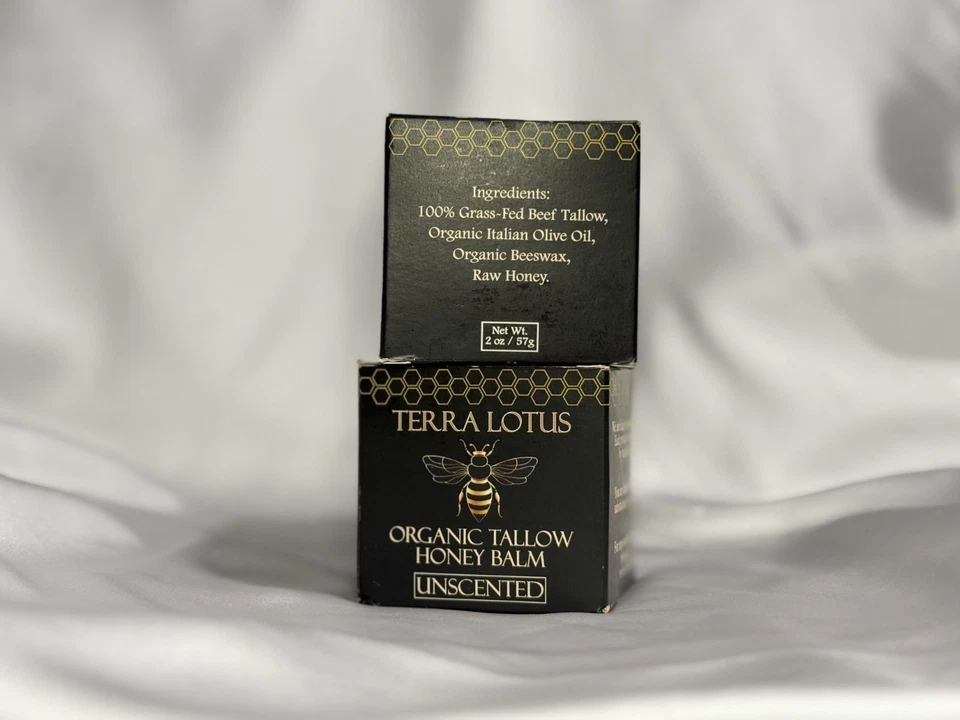 Ingredients:
100% Grass-Fed Beef Tallow,
Organic Italian Olive Oil,
Organic Beeswax,
Raw Honey.
Net Wt.
2 oz / 57g
TERRA LOTUS
ORGANIC TALLOW
HONEY BALM
UNSCENTED